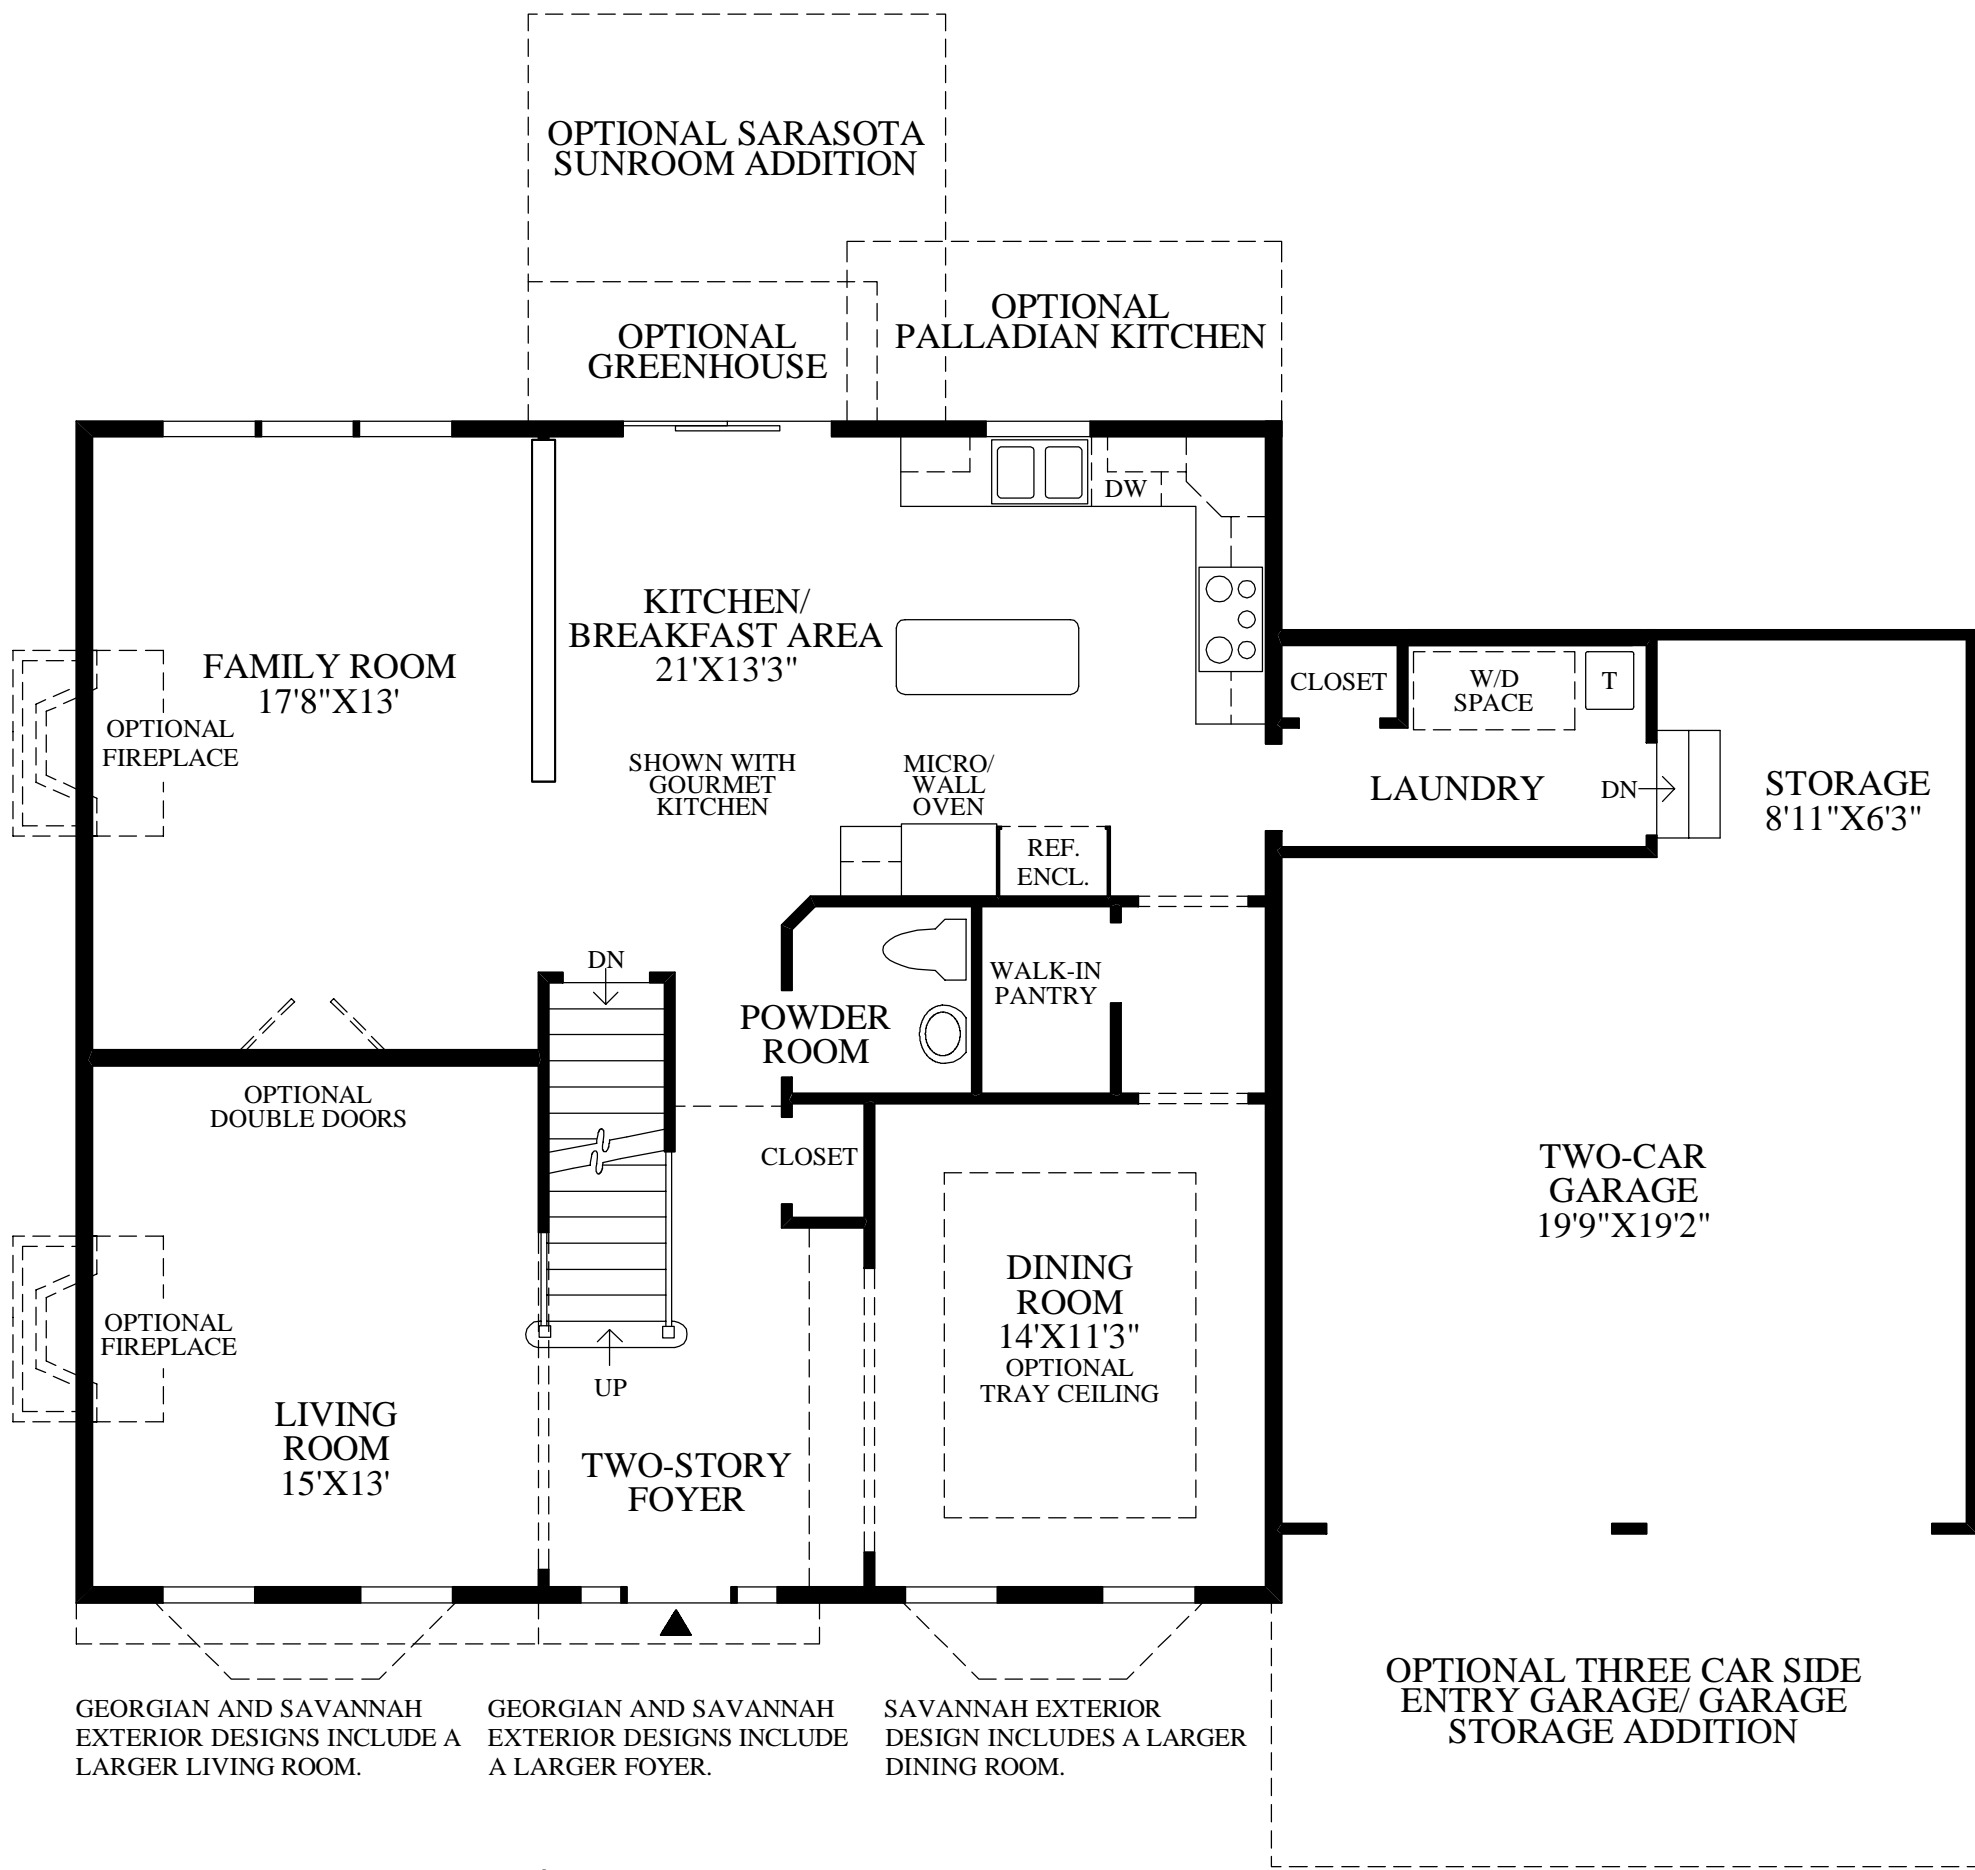 OPTIONAL SARASOTA
SUNROOM ADDITION
OPTIONAL
GREENHOUSE
OPTIONAL
PALLADIAN KITCHEN
DW
KITCHEN/
BREAKFAST AREA
21'X13'3"
FAMILY ROOM
17'8"X13'
OPTIONAL
FIREPLACE
SHOWN WITH
GOURMET
KITCHEN
MICRO/
WALL
OVEN
REF.
ENCL.
CLOSET
W/D
SPACE
T
LAUNDRY
DN
STORAGE
8'11"X6'3"
DN
POWDER
ROOM
WALK-IN
PANTRY
OPTIONAL
DOUBLE DOORS
CLOSET
TWO-CAR
GARAGE
19'9"X19'2"
DINING
ROOM
14'X11'3"
OPTIONAL
TRAY CEILING
OPTIONAL
FIREPLACE
UP
LIVING
ROOM
15'X13'
TWO-STORY
FOYER
GEORGIAN AND SAVANNAH
EXTERIOR DESIGNS INCLUDE A
LARGER LIVING ROOM.
GEORGIAN AND SAVANNAH
EXTERIOR DESIGNS INCLUDE
A LARGER FOYER.
SAVANNAH EXTERIOR
DESIGN INCLUDES A LARGER
DINING ROOM.
OPTIONAL THREE CAR SIDE
ENTRY GARAGE/ GARAGE
STORAGE ADDITION